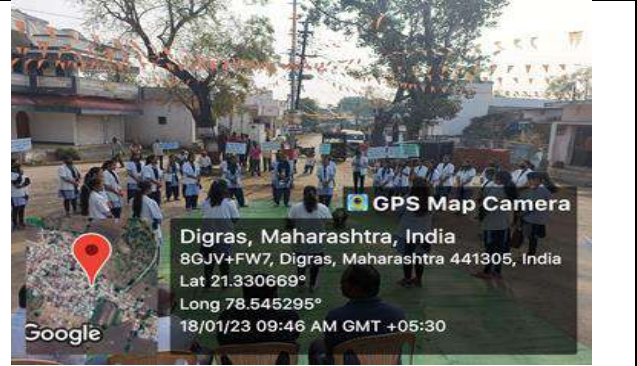 GPS Map Camera
Digras, Maharashtra, India
8GJV+FW7, Digras, Maharashtra 441305, India
Lat 21.330669°
Long 78.545295°
18/01/23 09:46 AM GMT +05:30
Google